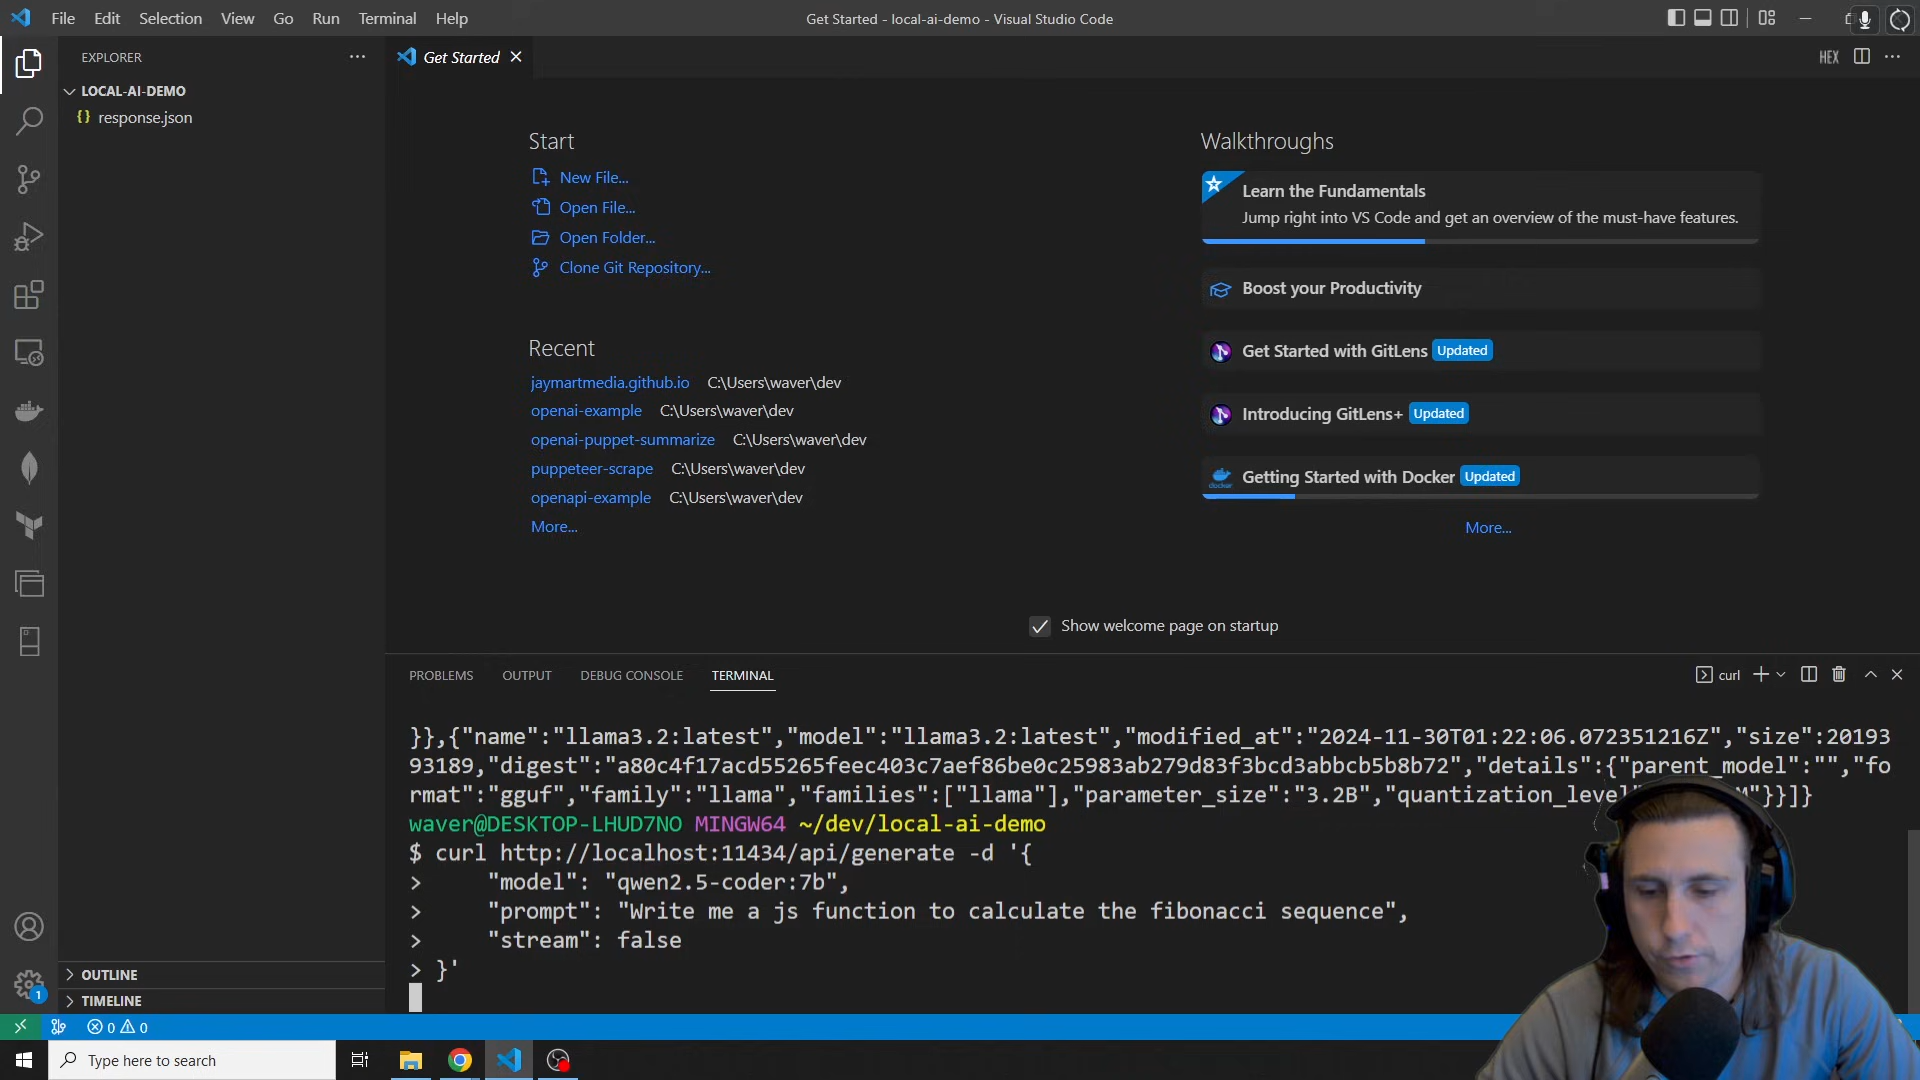 File Edit Selection View Go Run Terminal Help
Get Started - local-ai-demo - Visual Studio Code
EXPLORER
Get Started
HEX
LOCAL-AI-DEMO
{} response.json
Start
New File...
Open File...
Open Folder...
Clone Git Repository...
Recent
jaymartmedia.github.io C:\Users\waver\dev
openai-example C:\Users\waver\dev
openai-puppet-summarize C:\Users\waver\dev
puppeteer-scrape C:\Users\waver\dev
openapi-example C:\Users\waver\dev
More...
Walkthroughs
Learn the Fundamentals
Jump right into VS Code and get an overview of the must-have features.
Boost your Productivity
Get Started with GitLens Updated
Introducing GitLens+ Updated
docker
Getting Started with Docker Updated
More...
Show welcome page on startup
PROBLEMS OUTPUT DEBUG CONSOLE TERMINAL
curl
}},{"name":"llama3.2:latest","model":"llama3.2:latest","modified_at":"2024-11-30T01:22:06.072351216Z","size":20193
93189,"digest":"a80c4f17acd55265feec403c7aef86be0c25983ab279d83f3bcd3abbcb5b8b72","details":{"parent_model":"","fo
rmat":"gguf","family":"llama","families":["llama"],"parameter_size":"3.2B","quantization_level" M"}}]}
waver@DESKTOP-LHUD7NO MINGW64 ~/dev/local-ai-demo
$ curl http://localhost:11434/api/generate -d '{
> "model": "qwen2.5-coder:7b",
> "prompt": "Write me a js function to calculate the fibonacci sequence",
> "stream": false
> }'
OUTLINE
TIMELINE
1
0 0
Type here to search